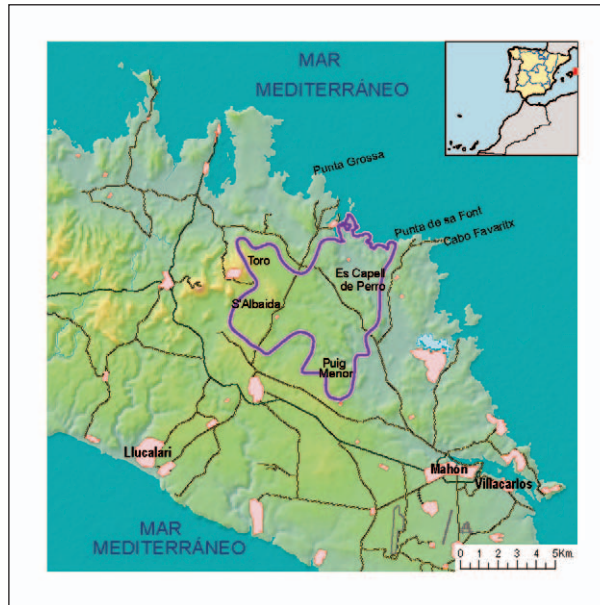 MAR
MEDITERRÁNEO
Punta Grossa
Punta de sa Font
Cabo Favaritx
Toro
Es Capell
de Perro
S'Albaida
Puig
Menor
Llucalari
Mahón
Villacarlos
MAR
MEDITERRÁNEO
0 1 2 3 4 5Km.